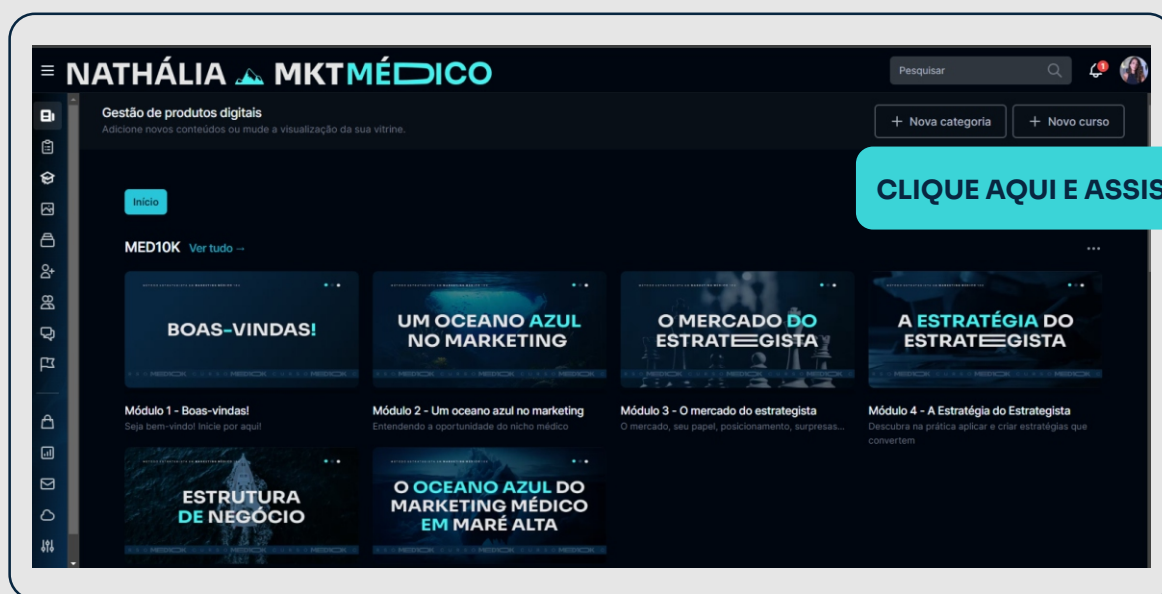 NATHÁLIA MKTMÉDICO
Pesquisar
1
Gestão de produtos digitais
Adicione novos conteúdos ou mude a visualização da sua vitrine.
+ Nova categoria
+ Novo curso
CLIQUE AQUI E ASSIS
Início
MED10K Ver tudo →
BOAS-VINDAS!
UM OCEANO AZUL
NO MARKETING
O MERCADO DO
ESTRATEGISTA
A ESTRATÉGIA DO
ESTRATEGISTA
Módulo 1 - Boas-vindas!
Seja bem-vindo! Inicie por aqui!
Módulo 2 - Um oceano azul no marketing
Entendendo a oportunidade do nicho médico
Módulo 3 - O mercado do estrategista
O mercado, seu papel, posicionamento, surpresas...
Módulo 4 - A Estratégia do Estrategista
Descubra na prática aplicar e criar estratégias que
convertem
ESTRUTURA
DE NEGÓCIO
O OCEANO AZUL DO
MARKETING MÉDICO
EM MARÉ ALTA